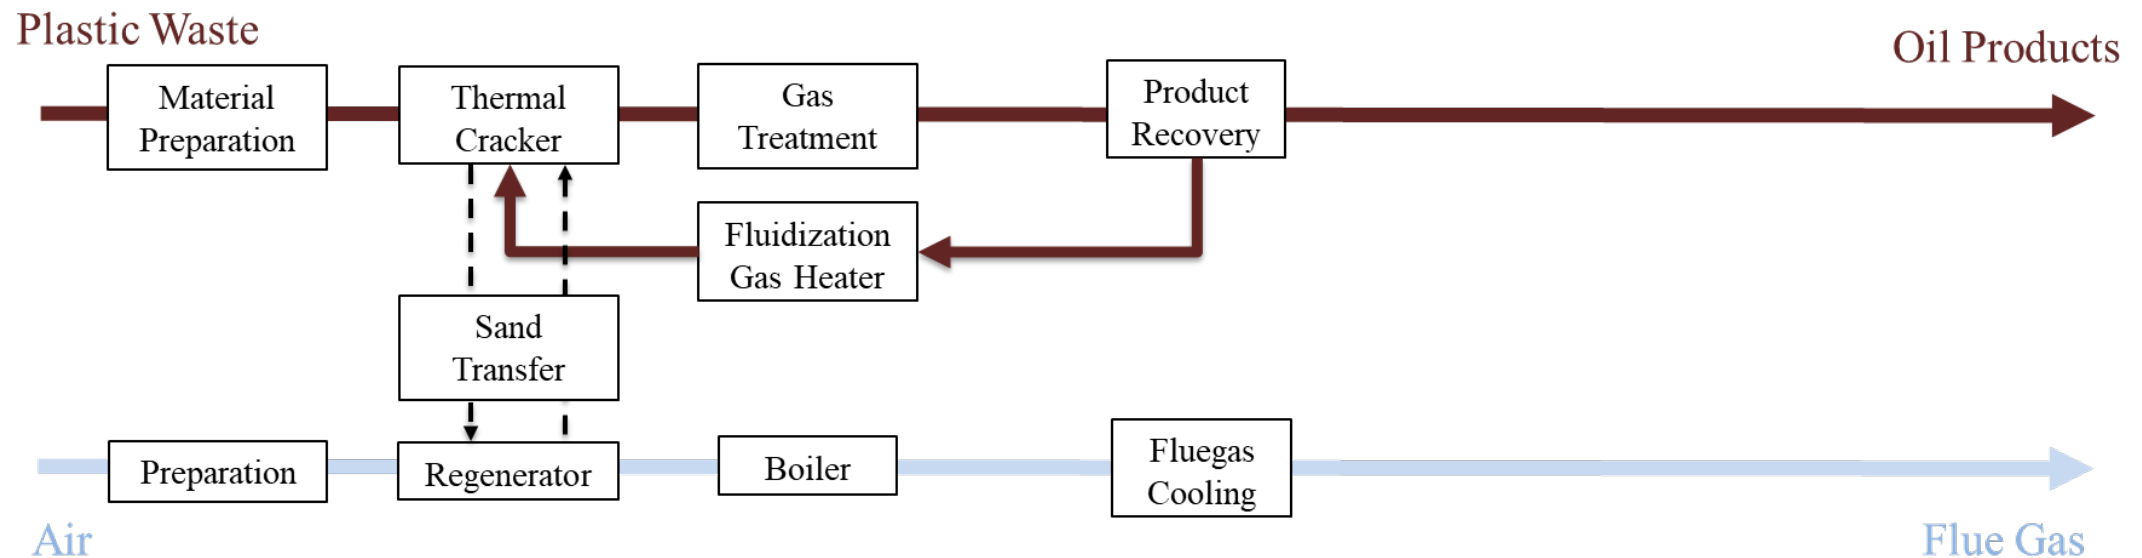 Plastic Waste
Oil Products
Material
Preparation
Thermal
Cracker
Gas
Treatment
Product
Recovery
Fluidization
Gas Heater
Sand
Transfer
Preparation
Regenerator
Boiler
Fluegas
Cooling
Air
Flue Gas